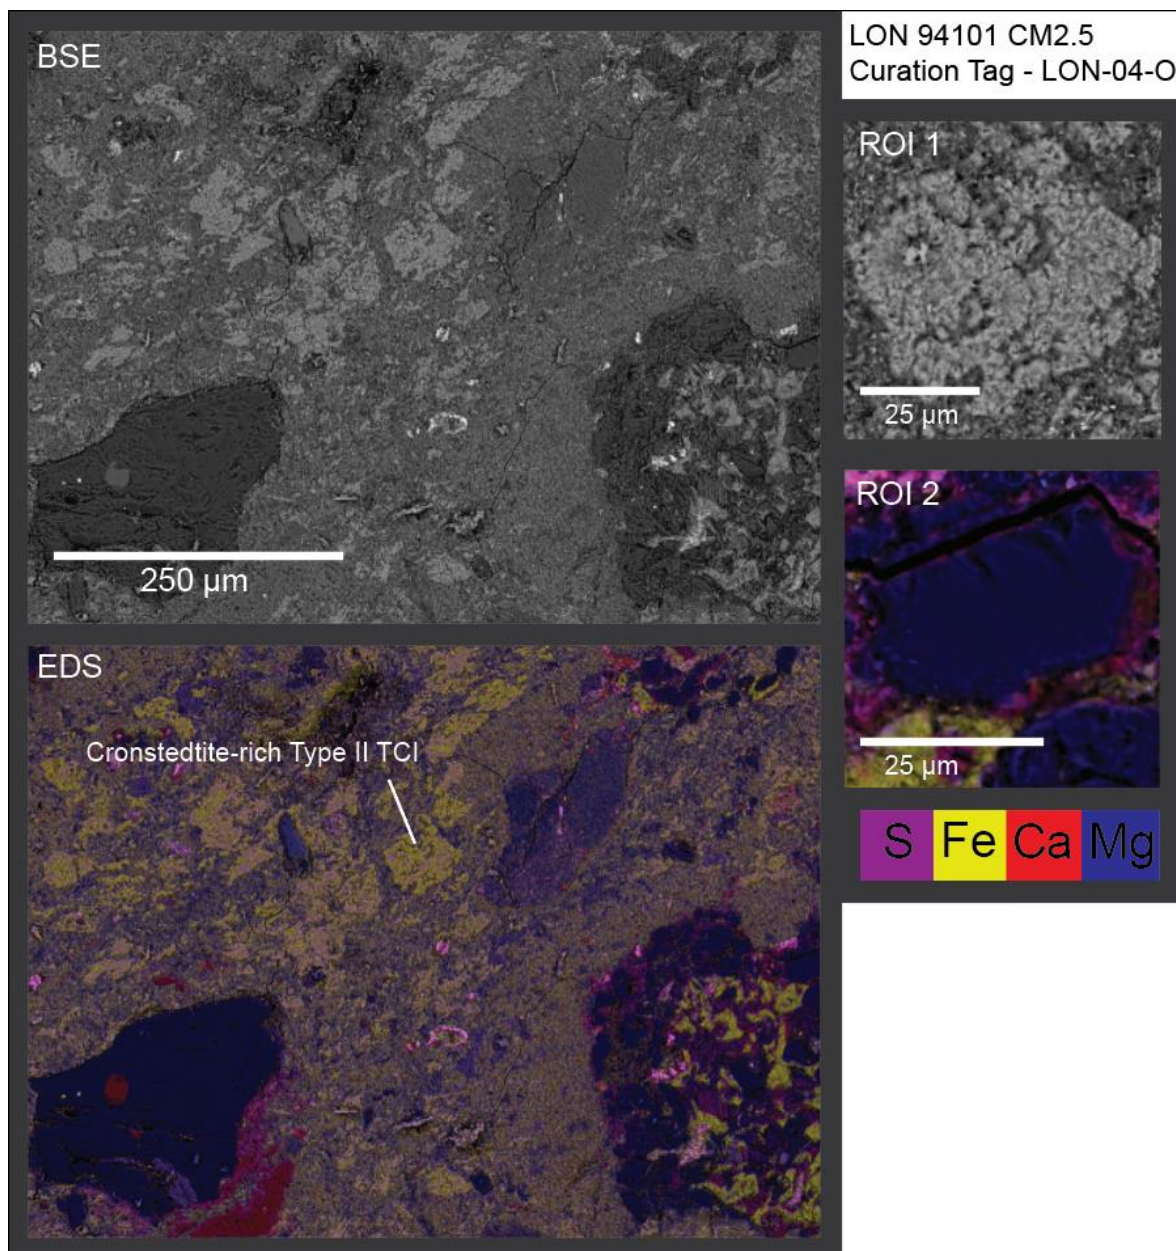 BSE
250 µm
LON 94101 CM2.5
Curation Tag - LON-04-O
ROI 1
25 µm
EDS
Cronstedtite-rich Type II TCI
ROI 2
25 µm
S Fe Ca Mg